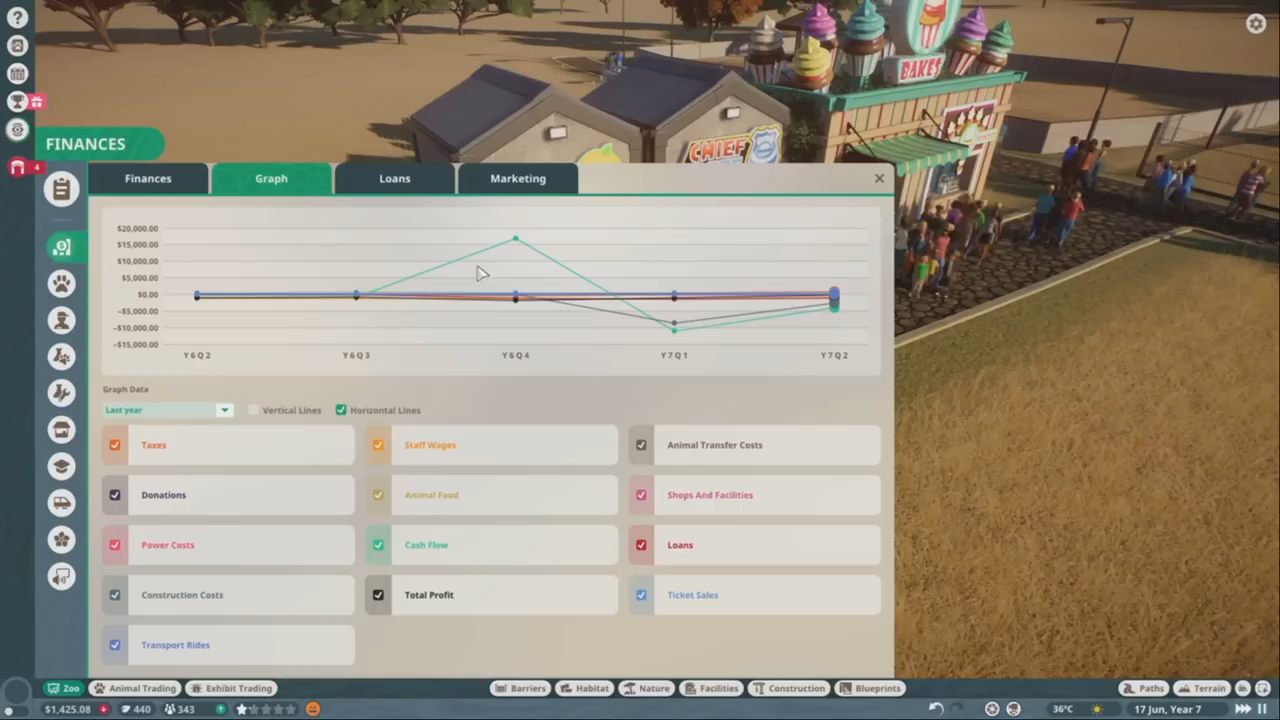 BAKES
CHIEF
FINANCES
4
Finances Graph Loans Marketing
$20,000.00
$15,000.00
$10,000.00
$5,000.00
$0.00
-$5,000.00
-$10,000.00
-$15,000.00
Y6Q2 Y6Q3 Y6Q4 Y7Q1 Y7Q2
Graph Data
Last year Vertical Lines Horizontal Lines
Taxes Staff Wages Animal Transfer Costs
Donations Animal Food Shops And Facilities
Power Costs Cash Flow Loans
Construction Costs Total Profit Ticket Sales
Transport Rides
Zoo Animal Trading Exhibit Trading Barriers Habitat Nature Facilities Construction Blueprints Paths Terrain
$1,425.08 440 343 36°C 17 Jun, Year 7